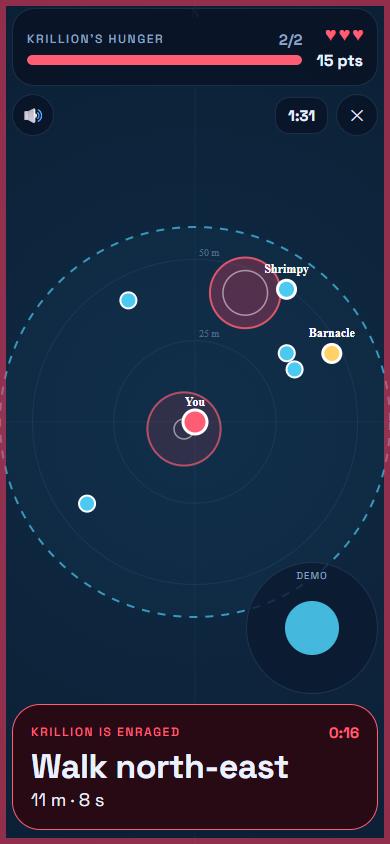 N
KRILLION'S HUNGER
2/2
♥♥♥
15 pts
1:31
50 m
Shrimpy
25 m
Barnacle
You
DEMO
KRILLION IS ENRAGED
0:16
Walk north-east
11 m · 8 s